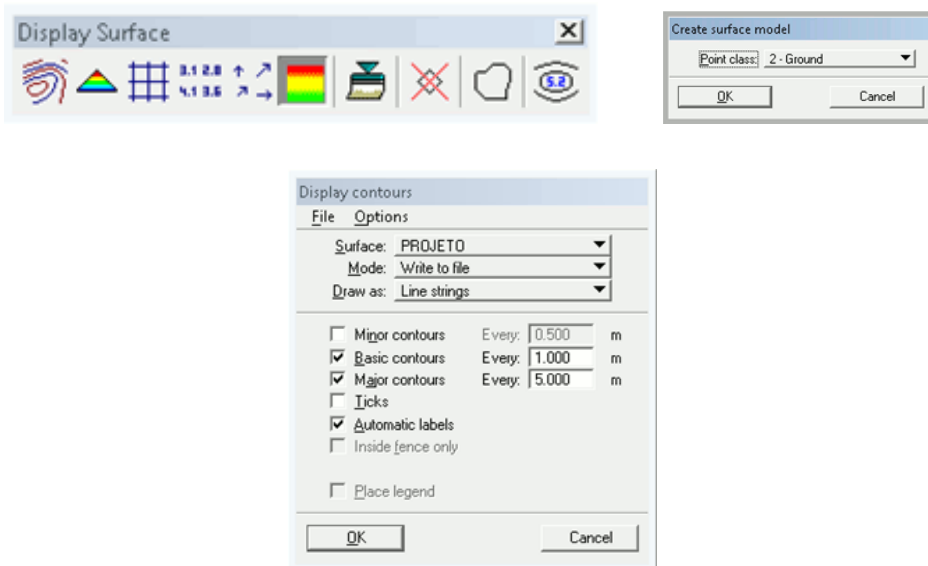 Display Surface
3.1 2.8
4.1 3.6
5.2
Create surface model
Point class: 2 - Ground
OK Cancel
Display contours
File Options
Surface: PROJETO
Mode: Write to file
Draw as: Line strings
Minor contours Every: 0.500 m
Basic contours Every: 1.000 m
Major contours Every: 5.000 m
Ticks
Automatic labels
Inside fence only
Place legend
OK Cancel